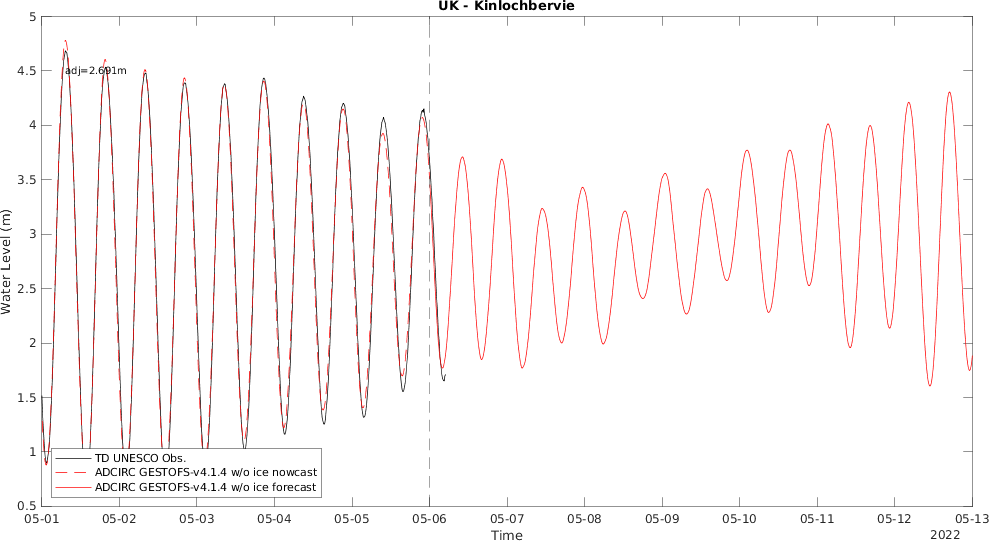 UK - Kinlochbervie
5
4.5
4
3.5
3
2.5
2
1.5
1
0.5
Water Level (m)
adj=2.691m
TD UNESCO Obs.
ADCIRC GESTOFS-v4.1.4 w/o ice nowcast
ADCIRC GESTOFS-v4.1.4 w/o ice forecast
05-01 05-02 05-03 05-04 05-05 05-06 05-07 05-08 05-09 05-10 05-11 05-12 05-13
Time
2022